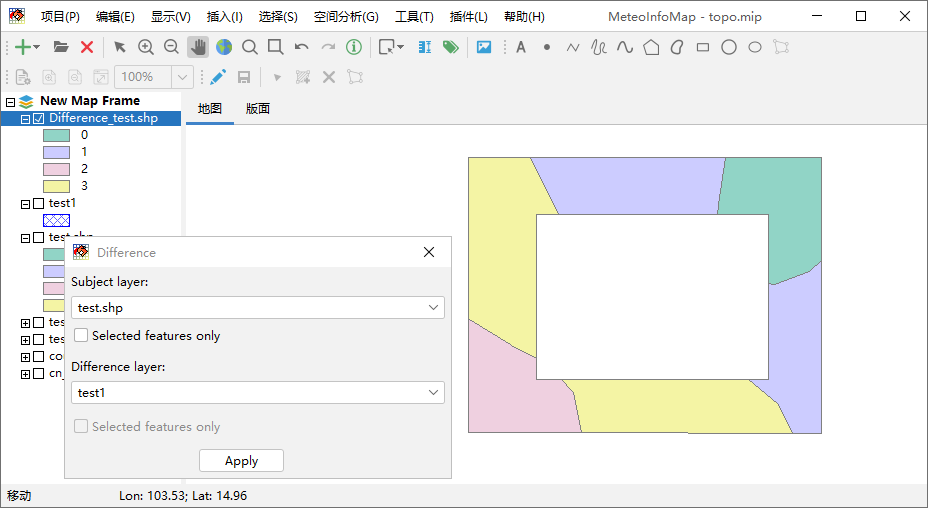 项目(P) 编辑(E) 显示(V) 插入(I) 选择(S) 空间分析(G) 工具(T) 插件(L) 帮助(H) MeteoInfoMap - topo.mip
A
100%
New Map Frame
地图 版面
Difference_test.shp
0
1
2
3
test1
test.shp
Difference
Subject layer:
test.shp
Selected features only
tes
Difference layer:
tes
co
cn_
test1
Selected features only
Apply
移动 Lon: 103.53; Lat: 14.96